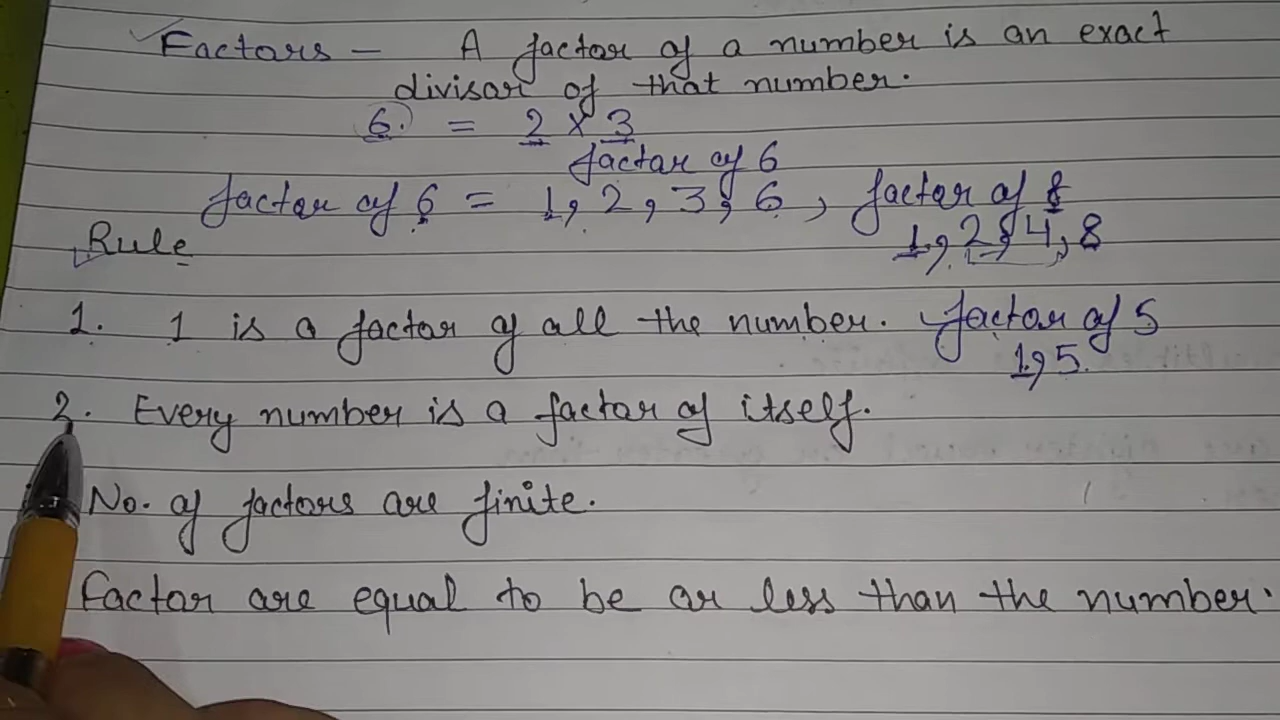 Factors - A factor of a number is an exact
divisar of that number.
6. = 2 x 3
factor of 6
factor of 6 = 1, 2, 3, 6, factor of 8
1, 2, 4, 8
Rule
1. 1 is a factor of all the number. factor of 5
1, 5.
2. Every number is a factor of itself.
No. of factors are finite.
Factor are equal to be or less than the number.